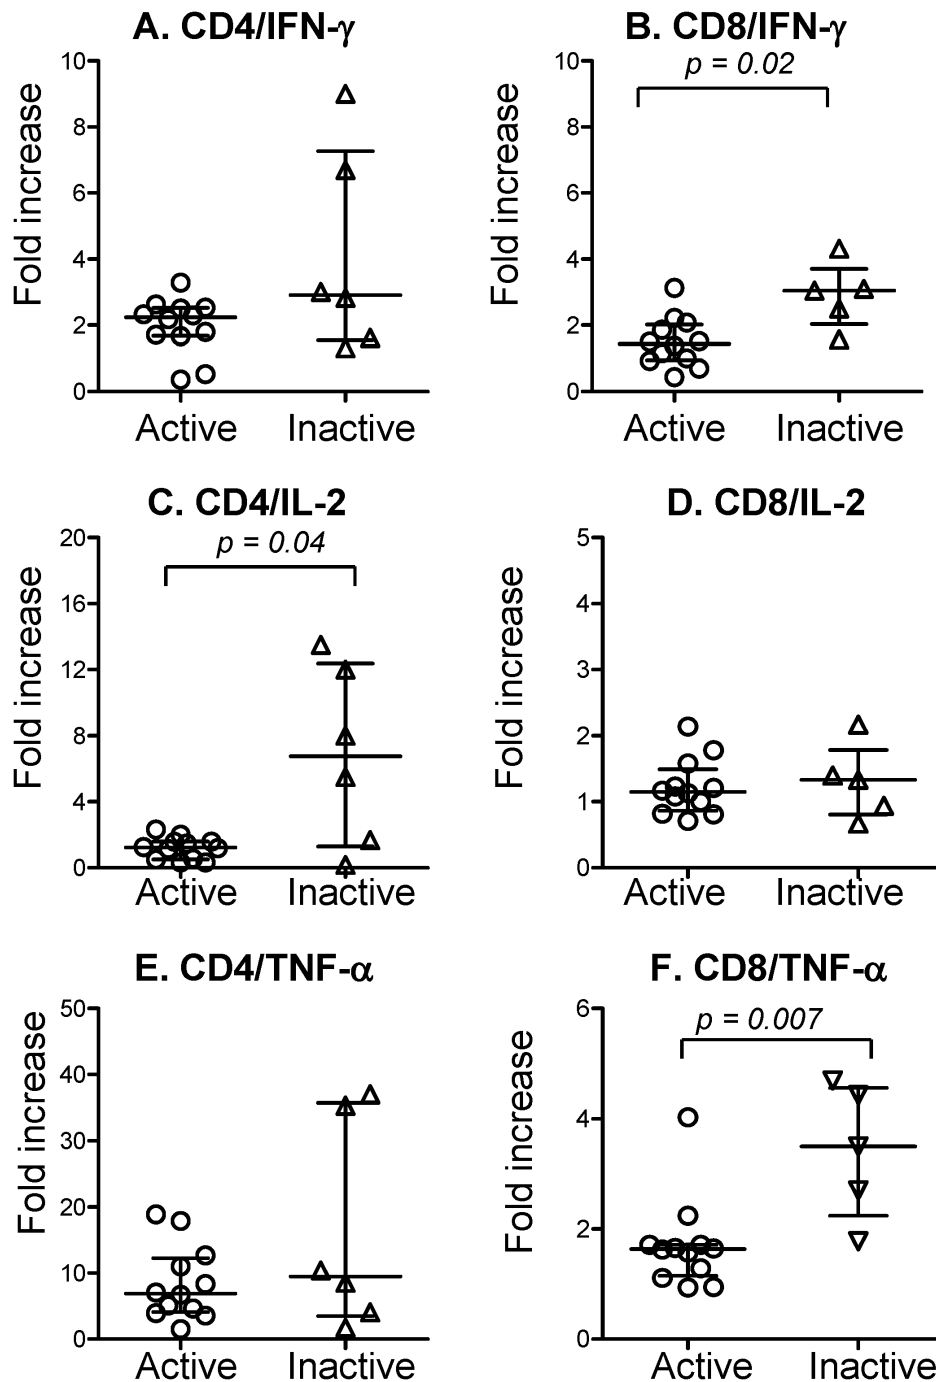 A. CD4/IFN-γ
B. CD8/IFN-γ
p = 0.02
Fold increase
10
8
6
4
2
0
Active
Inactive
Fold increase
10
8
6
4
2
0
Active
Inactive
C. CD4/IL-2
D. CD8/IL-2
p = 0.04
Fold increase
20
16
12
8
4
0
Active
Inactive
Fold increase
5
4
3
2
1
0
Active
Inactive
E. CD4/TNF-α
F. CD8/TNF-α
p = 0.007
Fold increase
50
40
30
20
10
0
Active
Inactive
Fold increase
6
4
2
0
Active
Inactive